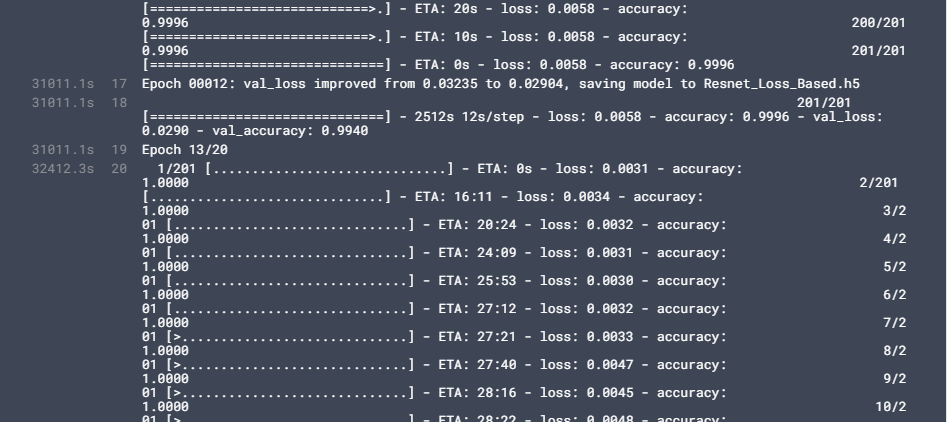 [============================>.] - ETA: 20s - loss: 0.0058 - accuracy:
0.9996 200/201
[============================>.] - ETA: 10s - loss: 0.0058 - accuracy:
0.9996 201/201
[==============================] - ETA: 0s - loss: 0.0058 - accuracy: 0.9996
31011.1s 17 Epoch 00012: val_loss improved from 0.03235 to 0.02904, saving model to Resnet_Loss_Based.h5
31011.1s 18 201/201
[==============================] - 2512s 12s/step - loss: 0.0058 - accuracy: 0.9996 - val_loss:
0.0290 - val_accuracy: 0.9940
31011.1s 19 Epoch 13/20
32412.3s 20 1/201 [..............................] - ETA: 0s - loss: 0.0031 - accuracy:
1.0000 2/201
[..............................] - ETA: 16:11 - loss: 0.0034 - accuracy:
1.0000 3/2
01 [..............................] - ETA: 20:24 - loss: 0.0032 - accuracy:
1.0000 4/2
01 [..............................] - ETA: 24:09 - loss: 0.0031 - accuracy:
1.0000 5/2
01 [..............................] - ETA: 25:53 - loss: 0.0030 - accuracy:
1.0000 6/2
01 [..............................] - ETA: 27:12 - loss: 0.0032 - accuracy:
1.0000 7/2
01 [>.............................] - ETA: 27:21 - loss: 0.0033 - accuracy:
1.0000 8/2
01 [>.............................] - ETA: 27:40 - loss: 0.0047 - accuracy:
1.0000 9/2
01 [>.............................] - ETA: 28:16 - loss: 0.0045 - accuracy:
1.0000 10/2
01 [>.............................] - ETA: 28:22 - loss: 0.0048 - accuracy: